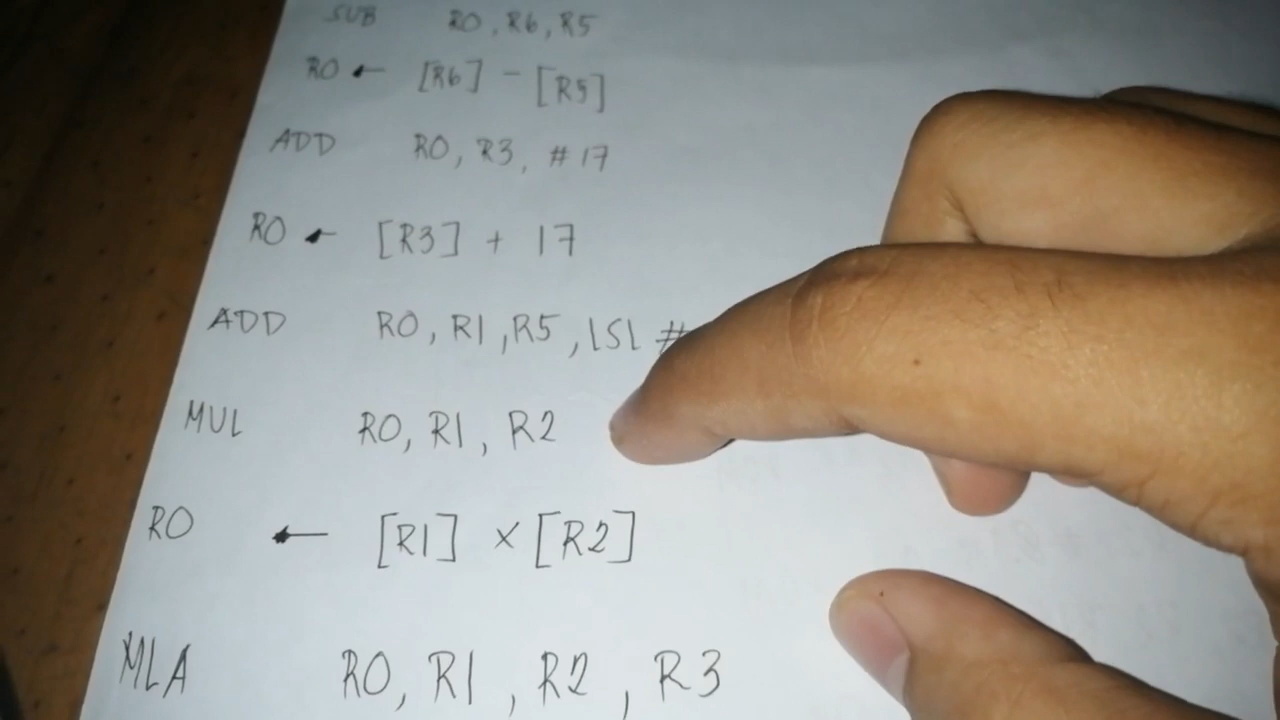 SUB R0, R6, R5
R0 ← [R6] - [R5]
ADD R0, R3, #17
R0 ← [R3] + 17
ADD R0, R1, R5, LSL #
MUL R0, R1, R2
R0 ← [R1] × [R2]
MLA R0, R1, R2, R3